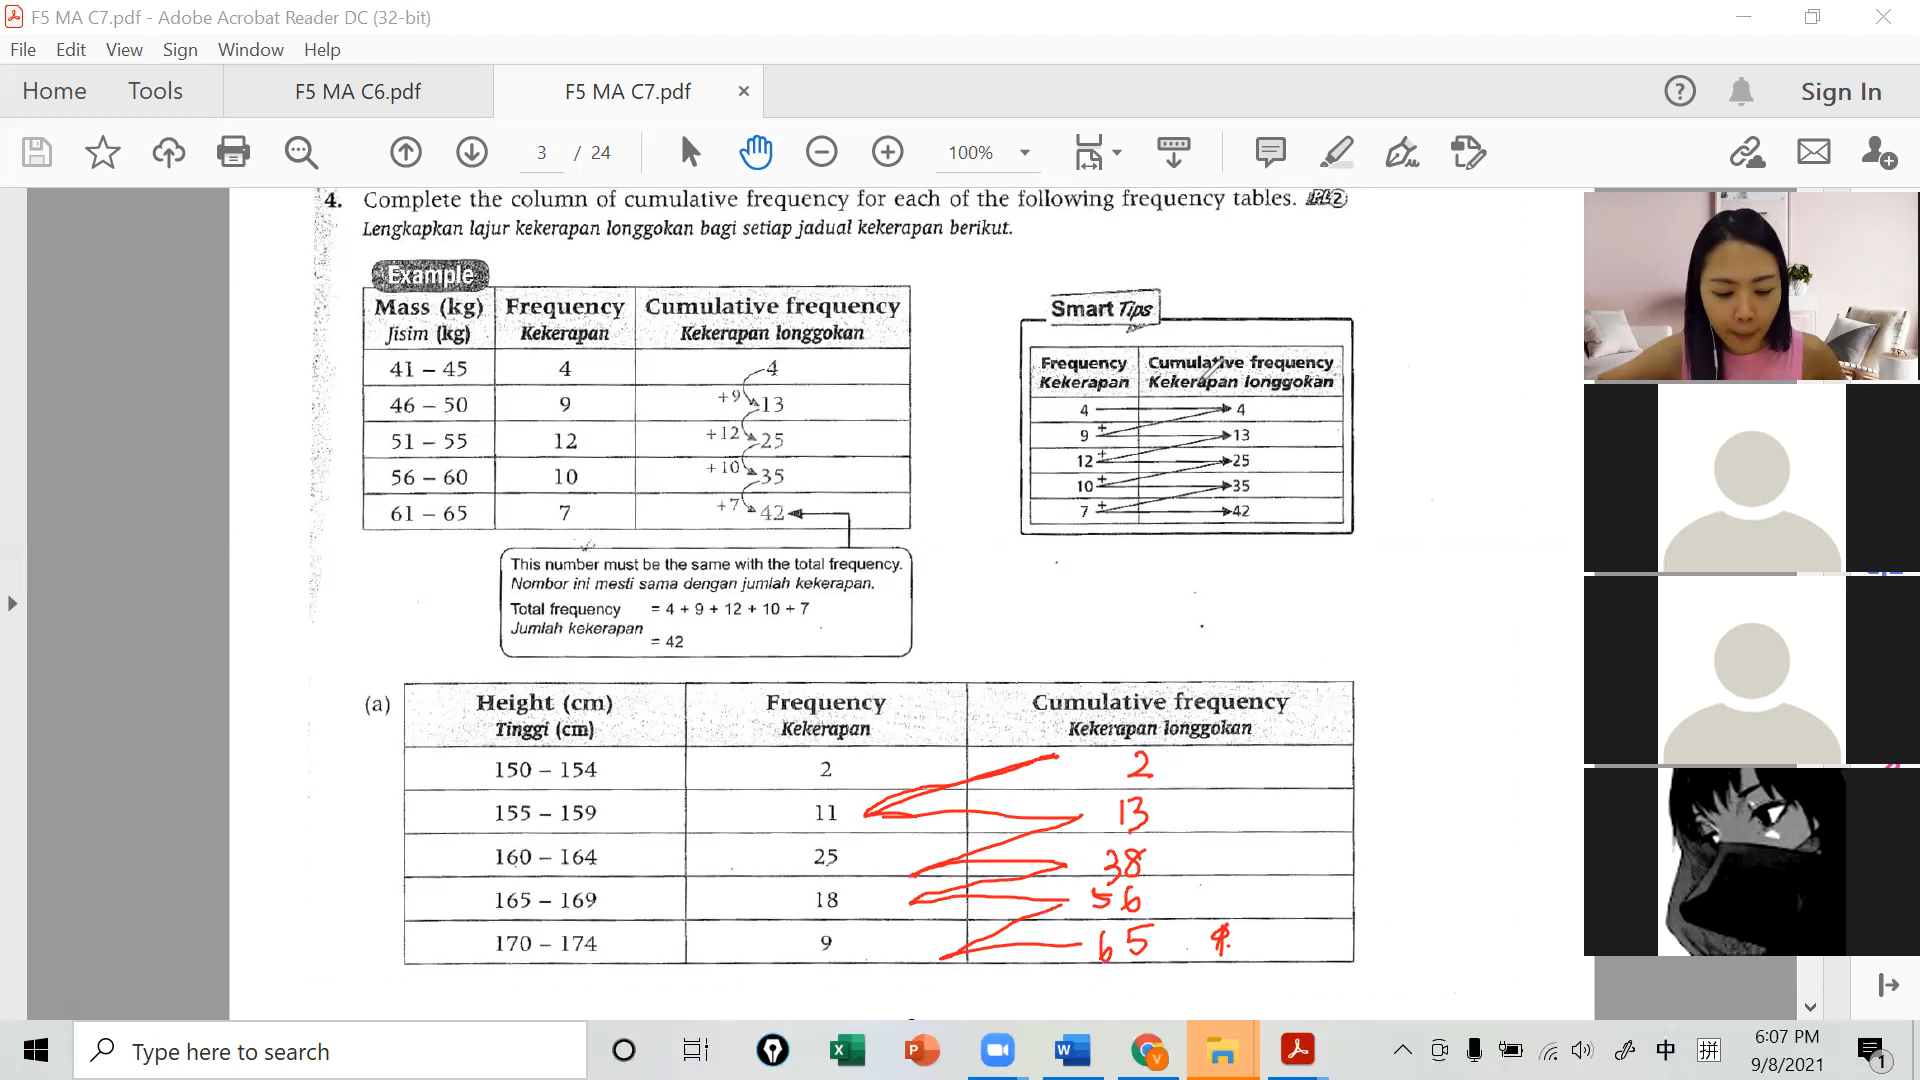 F5 MA C7.pdf - Adobe Acrobat Reader DC (32-bit)
File Edit View Sign Window Help
Home Tools F5 MA C6.pdf F5 MA C7.pdf × Sign In
3 / 24 100%
4. Complete the column of cumulative frequency for each of the following frequency tables. PL2
Lengkapkan lajur kekerapan longgokan bagi setiap jadual kekerapan berikut.
Example
Mass (kg) Frequency Cumulative frequency
Jisim (kg) Kekerapan Kekerapan longgokan
41 – 45 4 4
46 – 50 9 +9 13
51 – 55 12 +12 25
56 – 60 10 +10 35
61 – 65 7 +7 42
This number must be the same with the total frequency.
Nombor ini mesti sama dengan jumlah kekerapan.
Total frequency = 4 + 9 + 12 + 10 + 7
Jumlah kekerapan
= 42
Smart Tips
Frequency Cumulative frequency
Kekerapan Kekerapan longgokan
4 4
+
9 13
+
12 25
+
10 35
+
7 42
(a) Height (cm) Frequency Cumulative frequency
Tinggi (cm) Kekerapan Kekerapan longgokan
150 – 154 2 2
155 – 159 11 13
160 – 164 25 38
165 – 169 18 56
170 – 174 9 65
Type here to search
中 拼
6:07 PM
9/8/2021
1